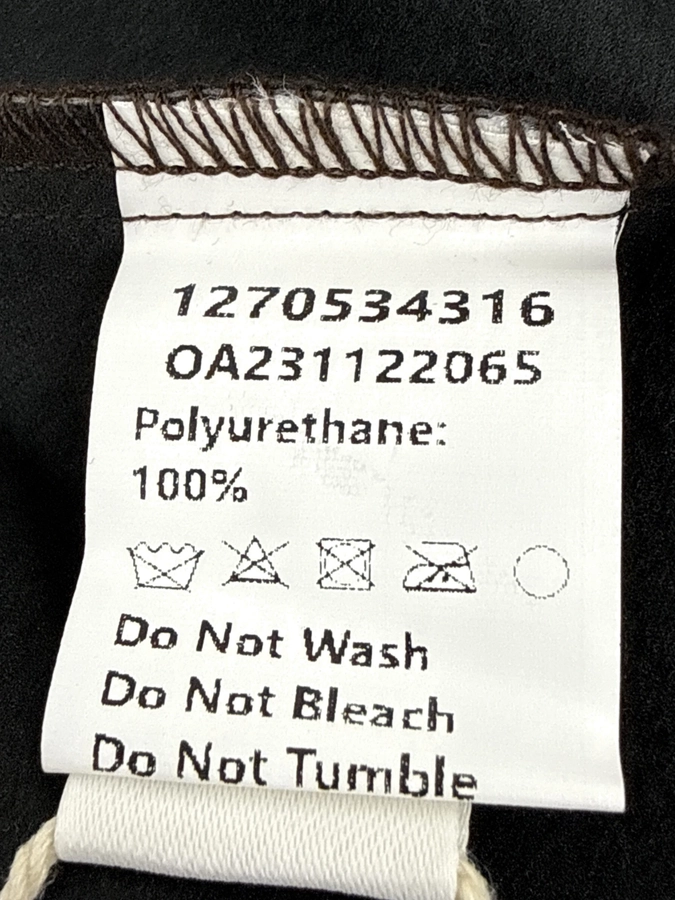 1270534316
OA231122065
Polyurethane:
100%
Do Not Wash
Do Not Bleach
Do Not Tumble